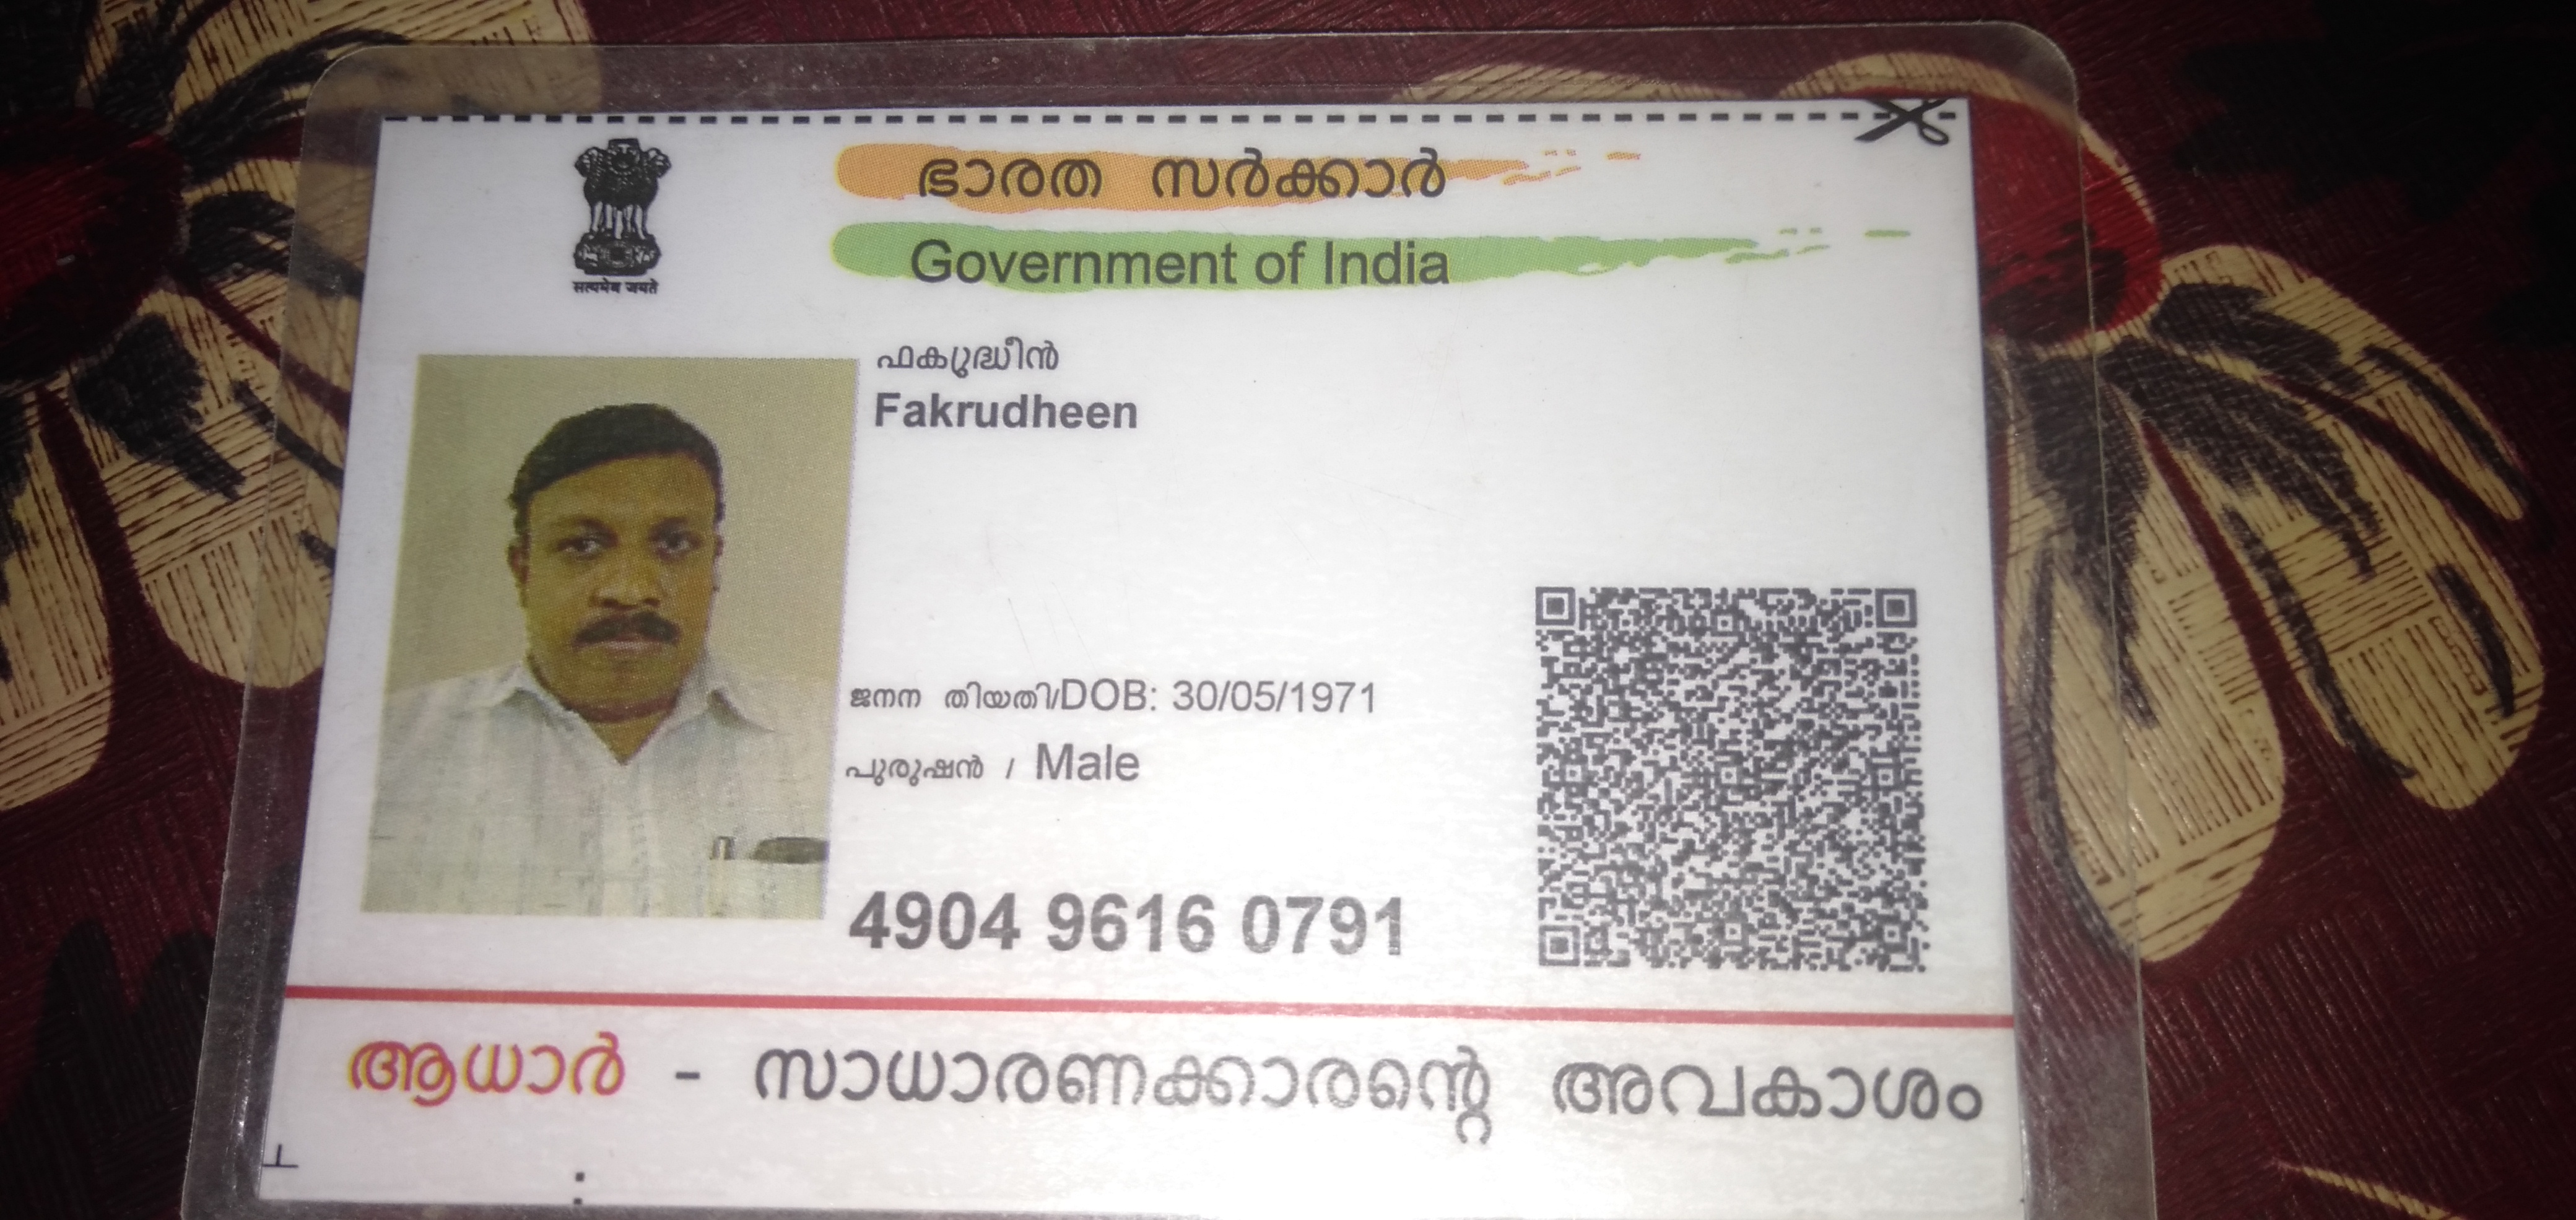 ഭാരത സർക്കാർ
Government of India
सत्यमेव जयते
ഫക്രുദ്ധീൻ
Fakrudheen
ജനന തിയതി/DOB: 30/05/1971
പുരുഷൻ / Male
4904 9616 0791
ആധാർ - സാധാരണക്കാരന്റെ അവകാശം